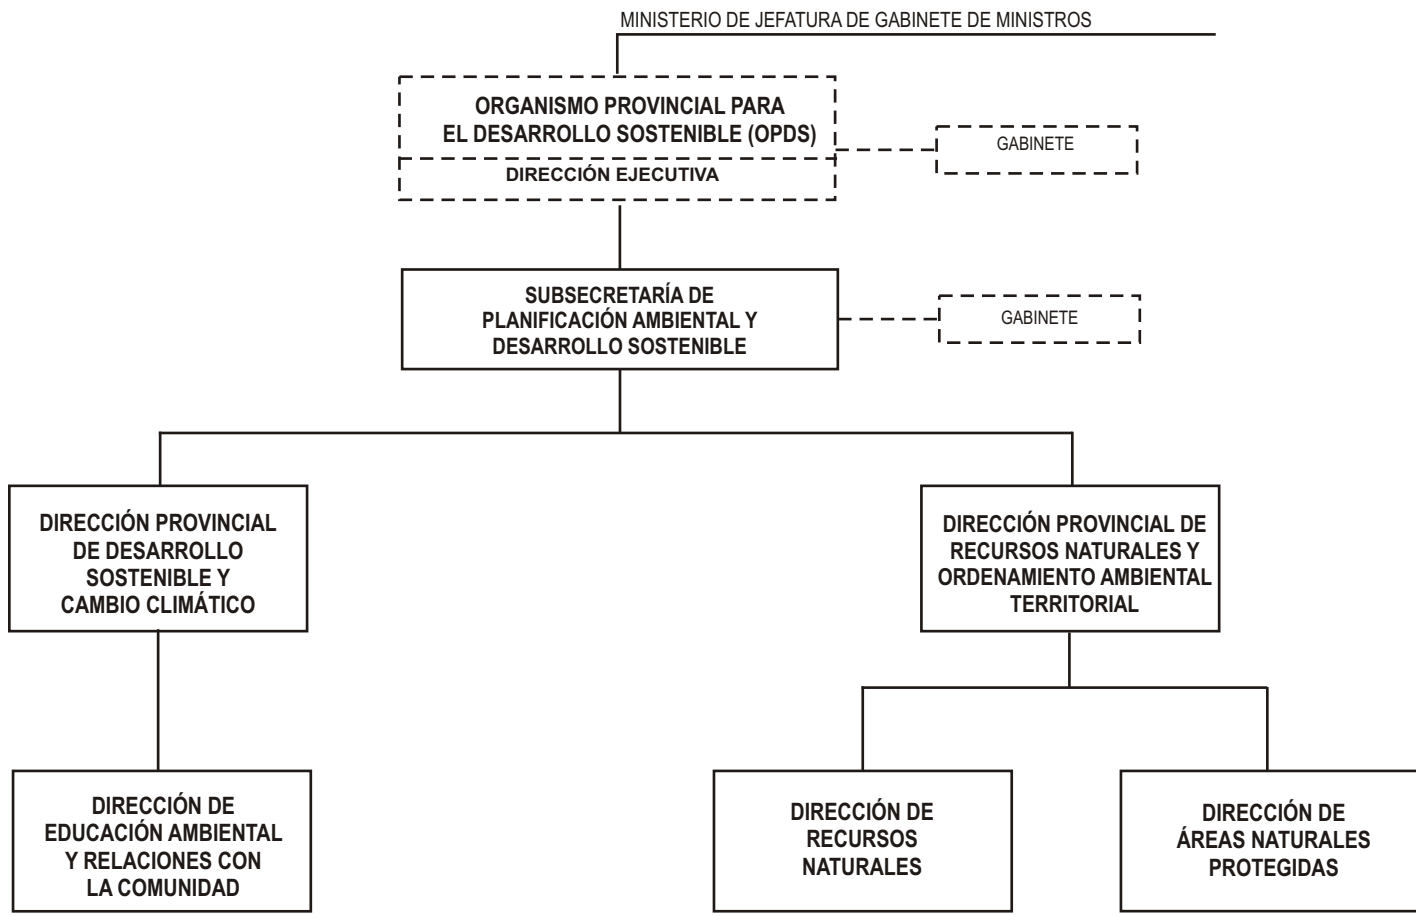 MINISTERIO DE JEFATURA DE GABINETE DE MINISTROS
ORGANISMO PROVINCIAL PARA
EL DESARROLLO SOSTENIBLE (OPDS)
DIRECCIÓN EJECUTIVA
GABINETE
SUBSECRETARÍA DE
PLANIFICACIÓN AMBIENTAL Y
DESARROLLO SOSTENIBLE
GABINETE
DIRECCIÓN PROVINCIAL
DE DESARROLLO
SOSTENIBLE Y
CAMBIO CLIMÁTICO
DIRECCIÓN PROVINCIAL DE
RECURSOS NATURALES Y
ORDENAMIENTO AMBIENTAL
TERRITORIAL
DIRECCIÓN DE
EDUCACIÓN AMBIENTAL
Y RELACIONES CON
LA COMUNIDAD
DIRECCIÓN DE
RECURSOS
NATURALES
DIRECCIÓN DE
ÁREAS NATURALES
PROTEGIDAS